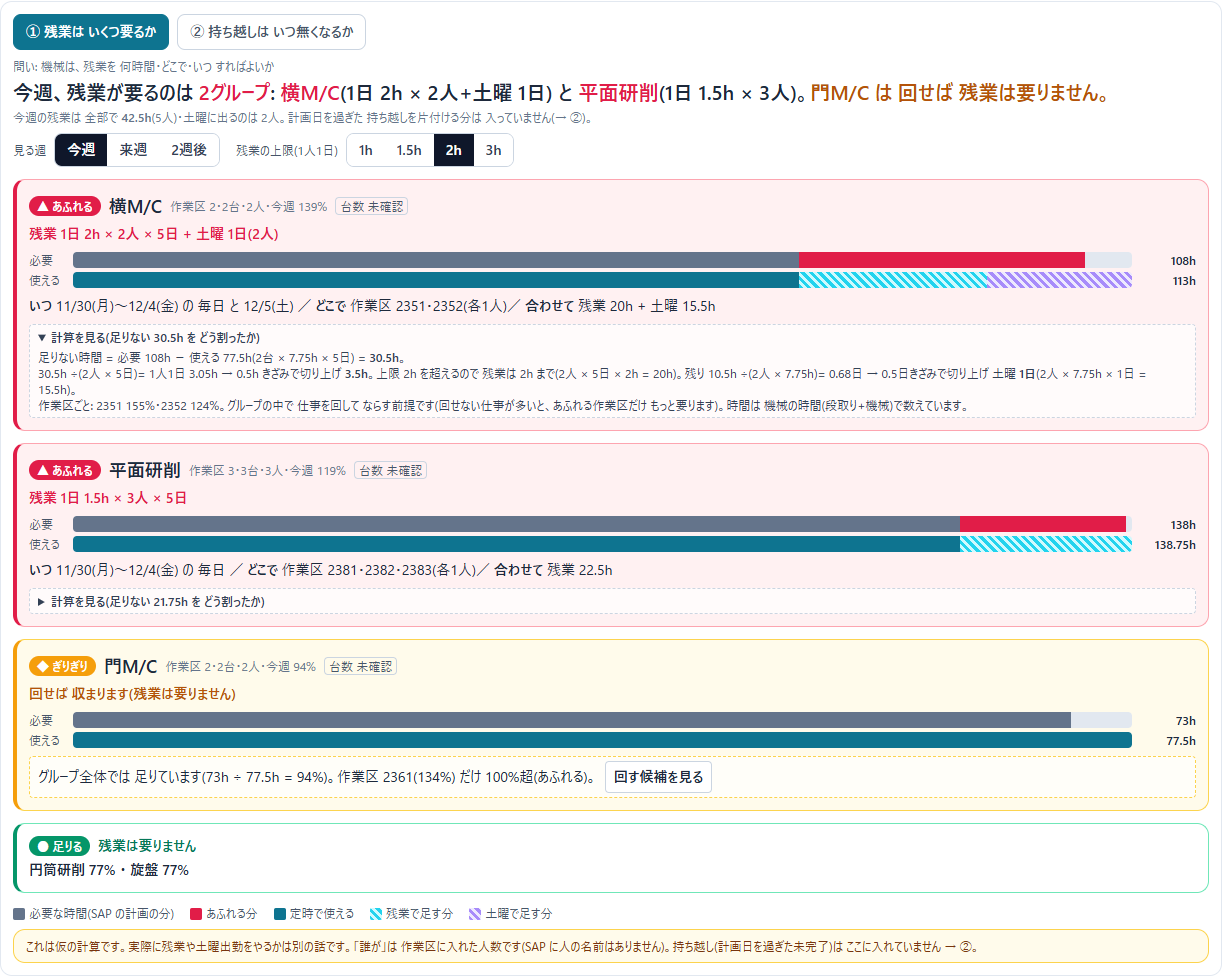 ① 残業は いくつ要るか
② 持ち越しは いつ無くなるか
問い: 機械は、残業を 何時間・どこで・いつ すればよいか
今週、残業が要るのは 2グループ: 横M/C(1日 2h × 2人+土曜 1日) と 平面研削(1日 1.5h × 3人)。門M/C は 回せば 残業は要りません。
今週の残業は 全部で 42.5h(5人)・土曜に出るのは 2人。計画日を過ぎた 持ち越しを片付ける分は 入っていません(→ ②)。
見る週 今週 来週 2週後 残業の上限(1人1日) 1h 1.5h 2h 3h
▲ あふれる 横M/C 作業区 2・2台・2人・今週 139% 台数 未確認
残業 1日 2h × 2人 × 5日 + 土曜 1日(2人)
必要 108h
使える 113h
いつ 11/30(月)〜12/4(金) の 毎日 と 12/5(土) ／ どこで 作業区 2351・2352(各1人)／ 合わせて 残業 20h + 土曜 15.5h
▼ 計算を見る(足りない 30.5h を どう割ったか)
足りない時間 = 必要 108h − 使える 77.5h(2台 × 7.75h × 5日) = 30.5h。
30.5h ÷(2人 × 5日)= 1人1日 3.05h → 0.5h きざみで切り上げ 3.5h。上限 2h を超えるので 残業は 2h まで(2人 × 5日 × 2h = 20h)。残り 10.5h ÷(2人 × 7.75h)= 0.68日 → 0.5日きざみで切り上げ 土曜 1日(2人 × 7.75h × 1日 =
15.5h)。
作業区ごと: 2351 155%・2352 124%。グループの中で 仕事を回して ならす前提です(回せない仕事が多いと、あふれる作業区だけ もっと要ります)。時間は 機械の時間(段取り+機械)で数えています。
▲ あふれる 平面研削 作業区 3・3台・3人・今週 119% 台数 未確認
残業 1日 1.5h × 3人 × 5日
必要 138h
使える 138.75h
いつ 11/30(月)〜12/4(金) の 毎日 ／ どこで 作業区 2381・2382・2383(各1人)／ 合わせて 残業 22.5h
▶ 計算を見る(足りない 21.75h を どう割ったか)
◆ ぎりぎり 門M/C 作業区 2・2台・2人・今週 94% 台数 未確認
回せば 収まります(残業は要りません)
必要 73h
使える 77.5h
グループ全体では 足りています(73h ÷ 77.5h = 94%)。作業区 2361(134%) だけ 100%超(あふれる)。 回す候補を見る
● 足りる 残業は要りません
円筒研削 77% ・ 旋盤 77%
必要な時間(SAP の計画の分) あふれる分 定時で使える 残業で足す分 土曜で足す分
これは仮の計算です。実際に残業や土曜出勤をやるかは別の話です。「誰が」は 作業区に入れた人数です(SAP に人の名前はありません)。持ち越し(計画日を過ぎた未完了)は ここに入れていません → ②。